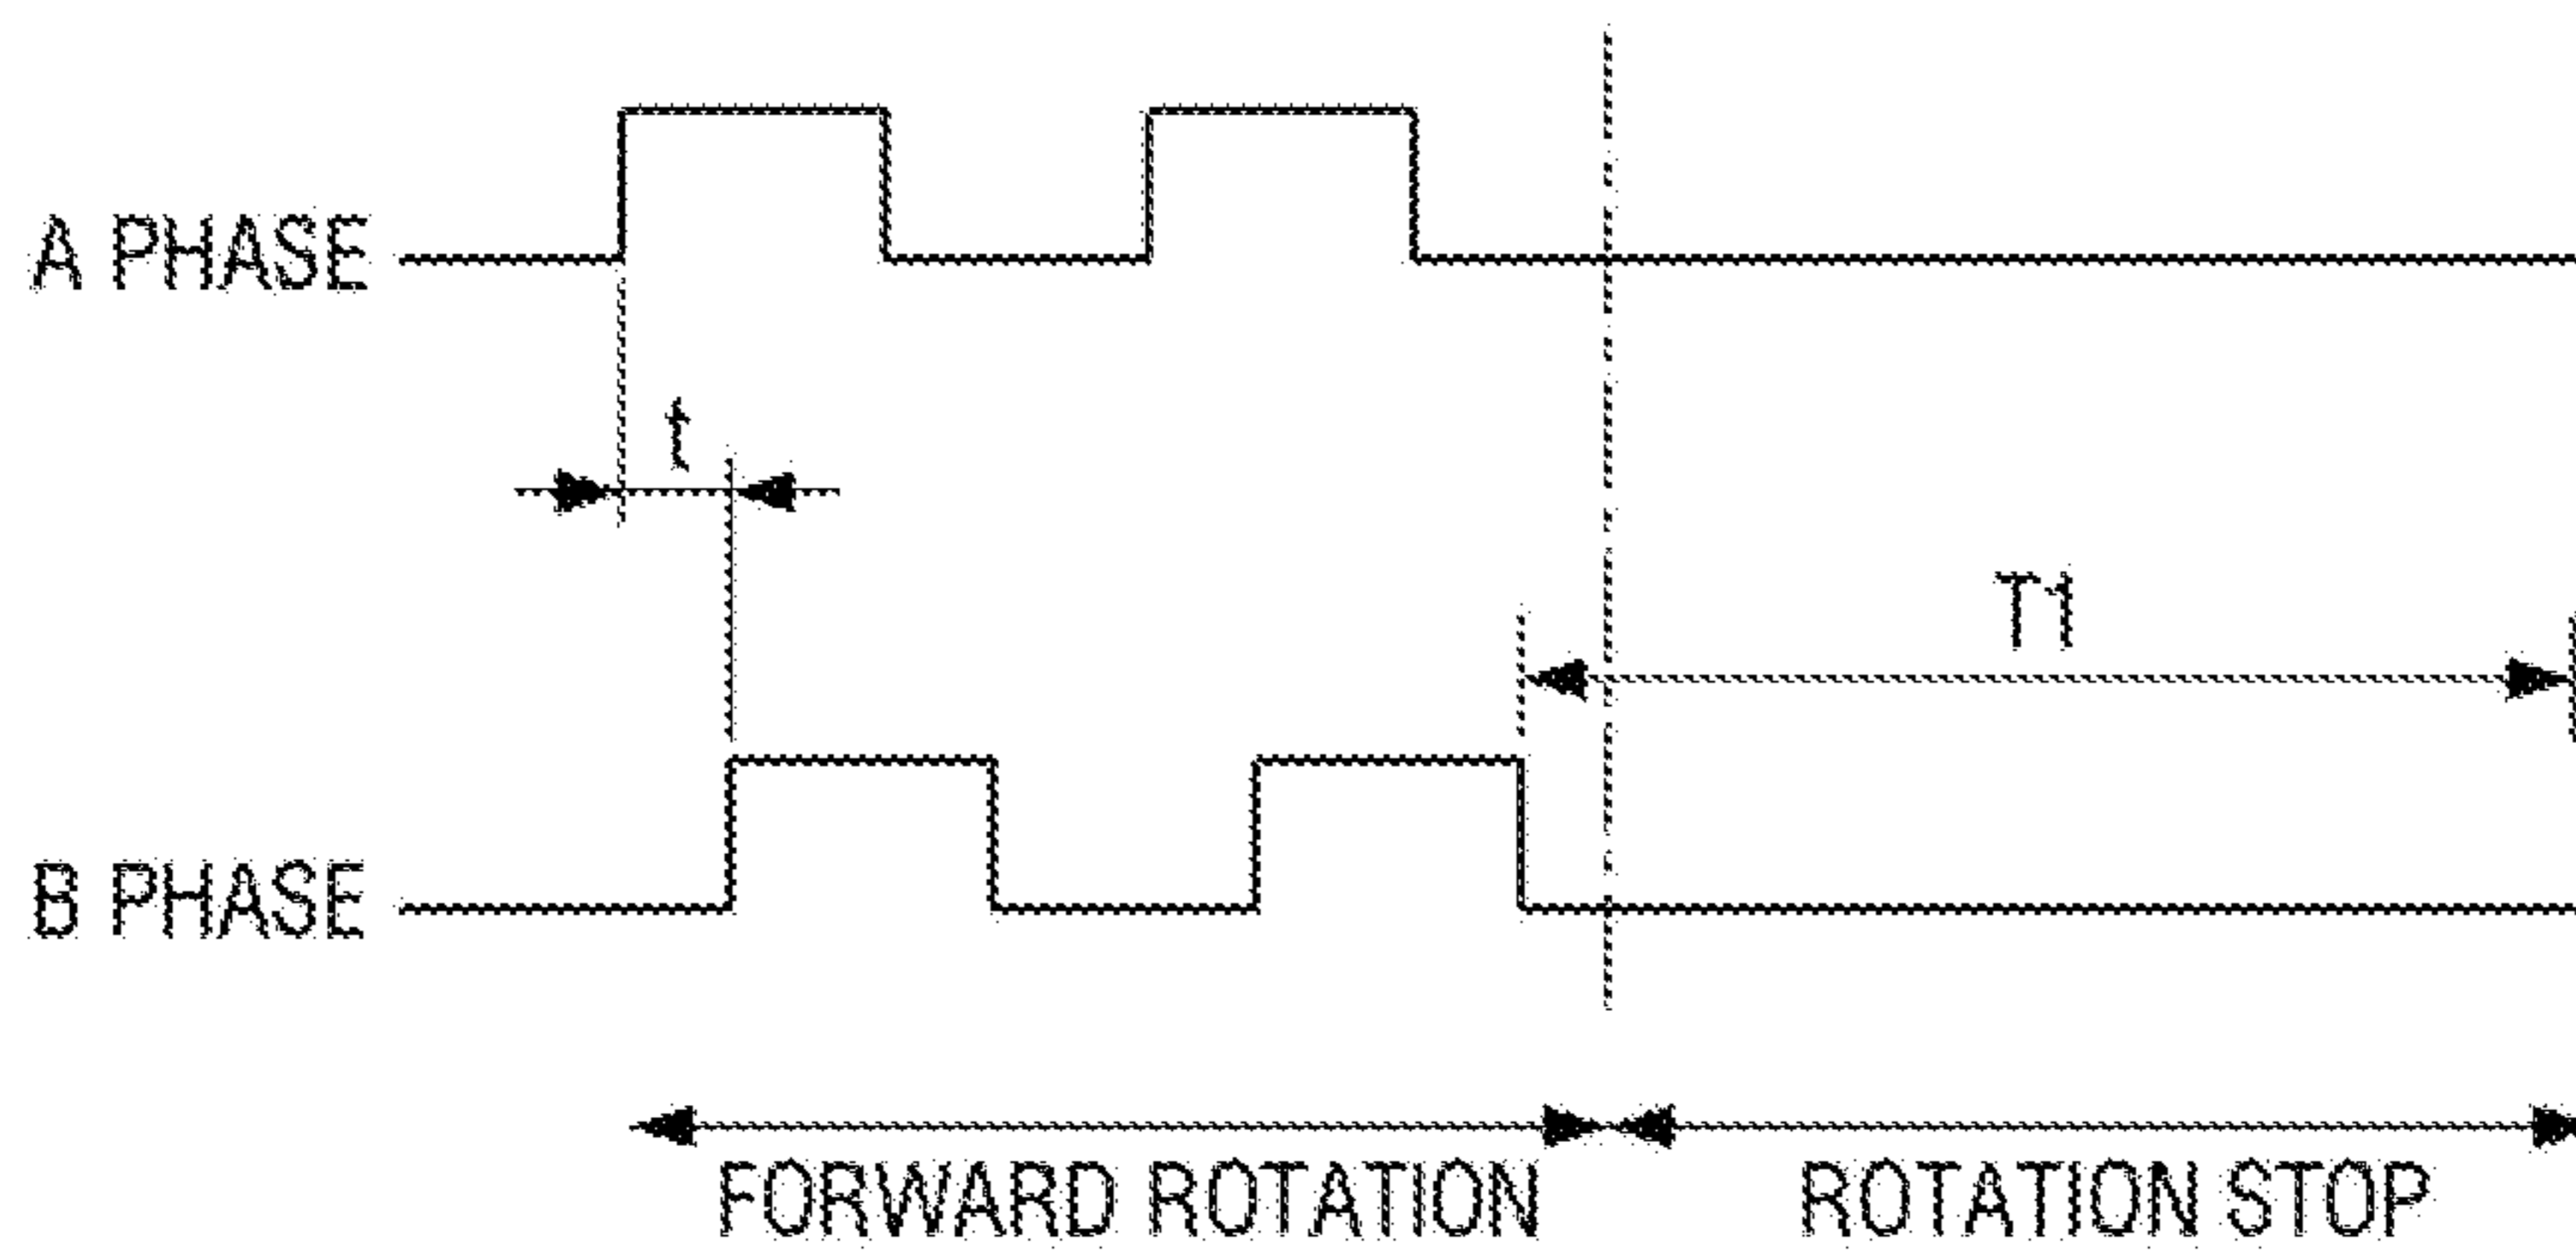 A PHASE
t
T1
B PHASE
FORWARD ROTATION
ROTATION STOP